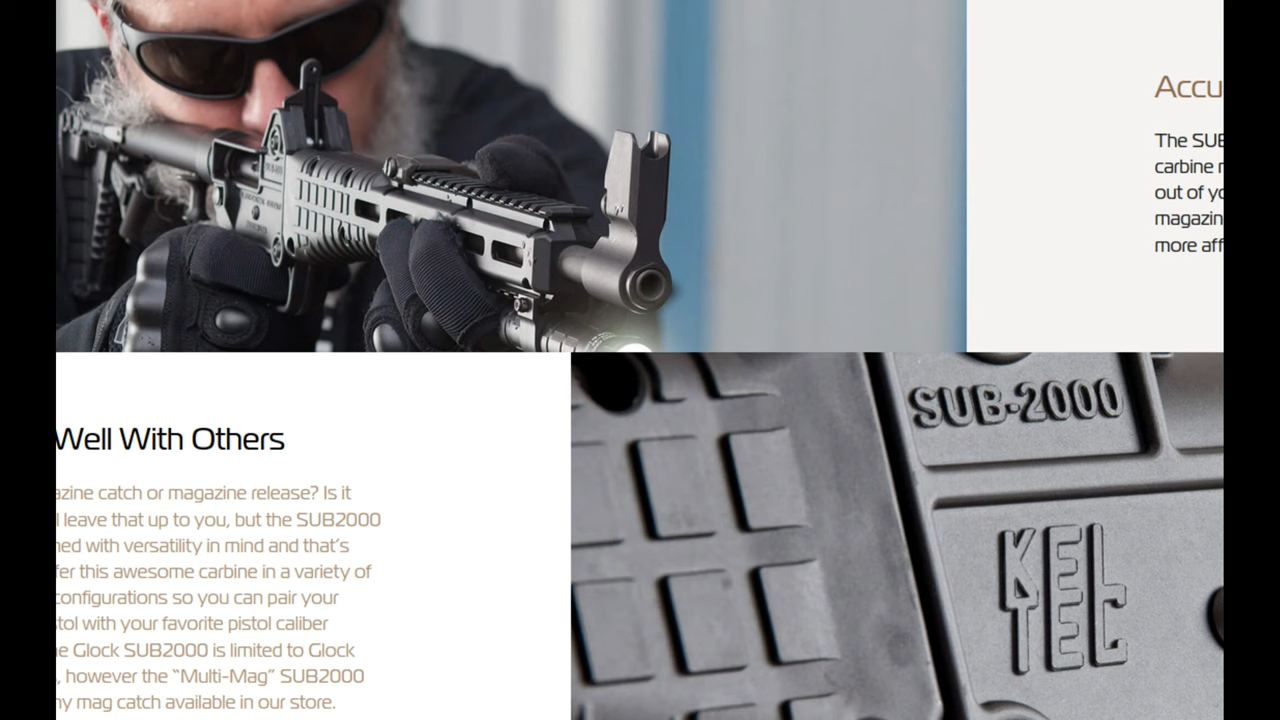 Accu
The SUB
carbine r
out of yo
magazin
more aff
Well With Others
azine catch or magazine release? Is it
l leave that up to you, but the SUB2000
ned with versatility in mind and that's
fer this awesome carbine in a variety of
configurations so you can pair your
stol with your favorite pistol caliber
e Glock SUB2000 is limited to Glock
, however the “Multi-Mag” SUB2000
ny mag catch available in our store.
SUB-2000
KEL
TEC